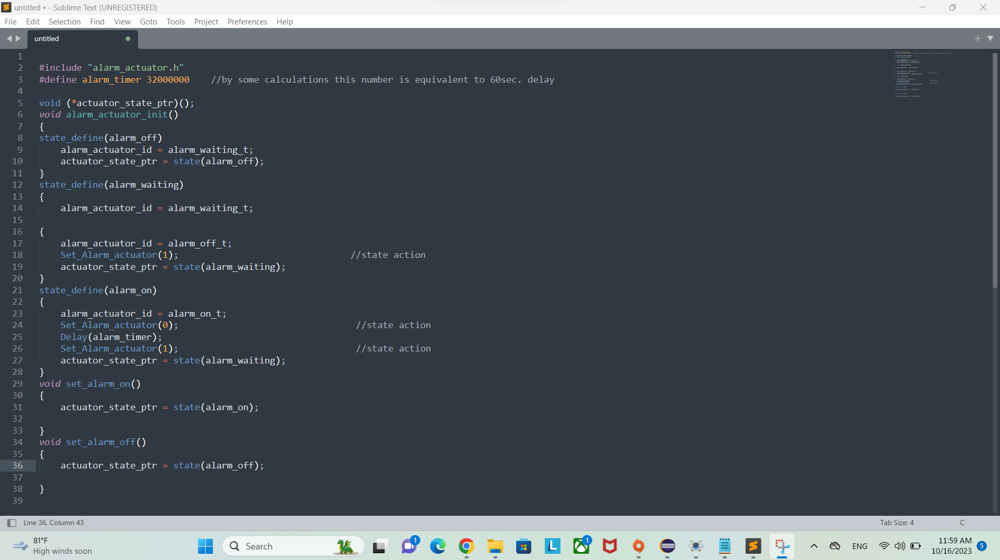 untitled • - Sublime Text (UNREGISTERED)
File Edit Selection Find View Goto Tools Project Preferences Help
untitled
1
2 #include "alarm_actuator.h"
3 #define alarm_timer 32000000 //by some calculations this number is equivalent to 60sec. delay
4
5 void (*actuator_state_ptr)();
6 void alarm_actuator_init()
7 {
8 state_define(alarm_off)
9 alarm_actuator_id = alarm_waiting_t;
10 actuator_state_ptr = state(alarm_off);
11 }
12 state_define(alarm_waiting)
13 {
14 alarm_actuator_id = alarm_waiting_t;
15
16 {
17 alarm_actuator_id = alarm_off_t;
18 Set_Alarm_actuator(1); //state action
19 actuator_state_ptr = state(alarm_waiting);
20 }
21 state_define(alarm_on)
22 {
23 alarm_actuator_id = alarm_on_t;
24 Set_Alarm_actuator(0); //state action
25 Delay(alarm_timer);
26 Set_Alarm_actuator(1); //state action
27 actuator_state_ptr = state(alarm_waiting);
28 }
29 void set_alarm_on()
30 {
31 actuator_state_ptr = state(alarm_on);
32
33 }
34 void set_alarm_off()
35 {
36 actuator_state_ptr = state(alarm_off);
37
38 }
39
Line 36, Column 43 Tab Size: 4 C
81°F
High winds soon
Search
1
L
1
ENG
11:59 AM
10/16/2023
5